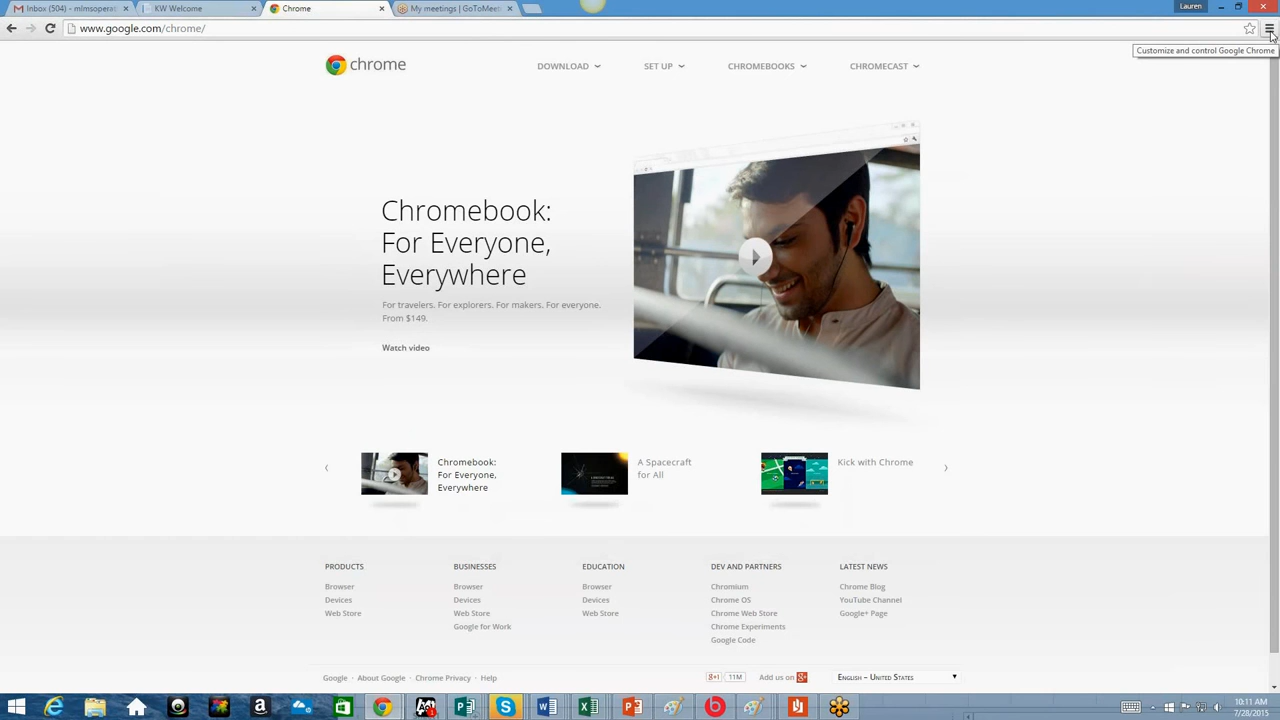 Inbox (504) - mlmsoperat
KW Welcome
Chrome
My meetings | GoToMeet
Lauren
www.google.com/chrome/
Customize and control Google Chrome
chrome
DOWNLOAD
SET UP
CHROMEBOOKS
CHROMECAST
Chromebook:
For Everyone,
Everywhere
For travelers. For explorers. For makers. For everyone.
From $149.
Watch video
Chromebook:
For Everyone,
Everywhere
A Spacecraft
for All
Kick with Chrome
PRODUCTS
Browser
Devices
Web Store
BUSINESSES
Browser
Devices
Web Store
Google for Work
EDUCATION
Browser
Devices
Web Store
DEV AND PARTNERS
Chromium
Chrome OS
Chrome Web Store
Chrome Experiments
Google Code
LATEST NEWS
Chrome Blog
YouTube Channel
Google+ Page
Google · About Google · Chrome Privacy · Help
g+1 11M
Add us on g+
English – United States
10:11 AM
7/28/2015